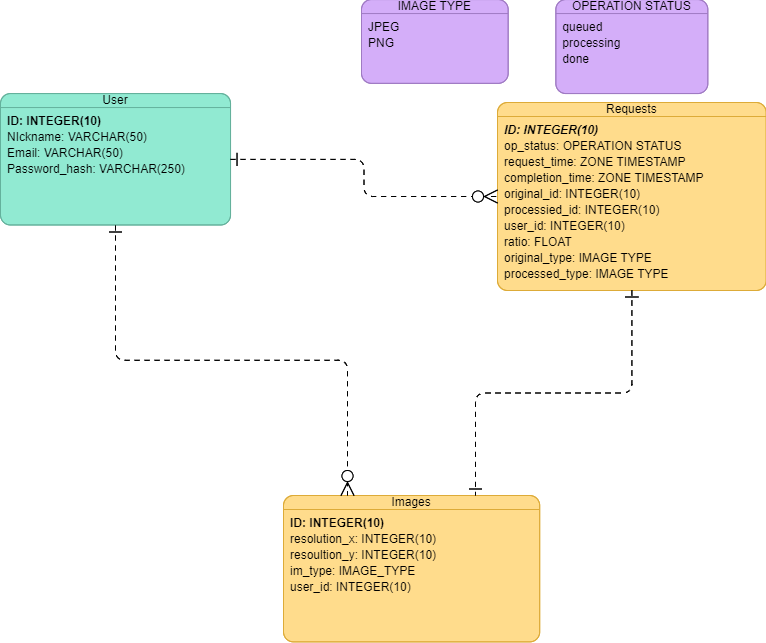 IMAGE TYPE
JPEG
PNG
OPERATION STATUS
queued
processing
done
User
ID: INTEGER(10)
NIckname: VARCHAR(50)
Email: VARCHAR(50)
Password_hash: VARCHAR(250)
Requests
ID: INTEGER(10)
op_status: OPERATION STATUS
request_time: ZONE TIMESTAMP
completion_time: ZONE TIMESTAMP
original_id: INTEGER(10)
processied_id: INTEGER(10)
user_id: INTEGER(10)
ratio: FLOAT
original_type: IMAGE TYPE
processed_type: IMAGE TYPE
Images
ID: INTEGER(10)
resolution_x: INTEGER(10)
resoultion_y: INTEGER(10)
im_type: IMAGE_TYPE
user_id: INTEGER(10)